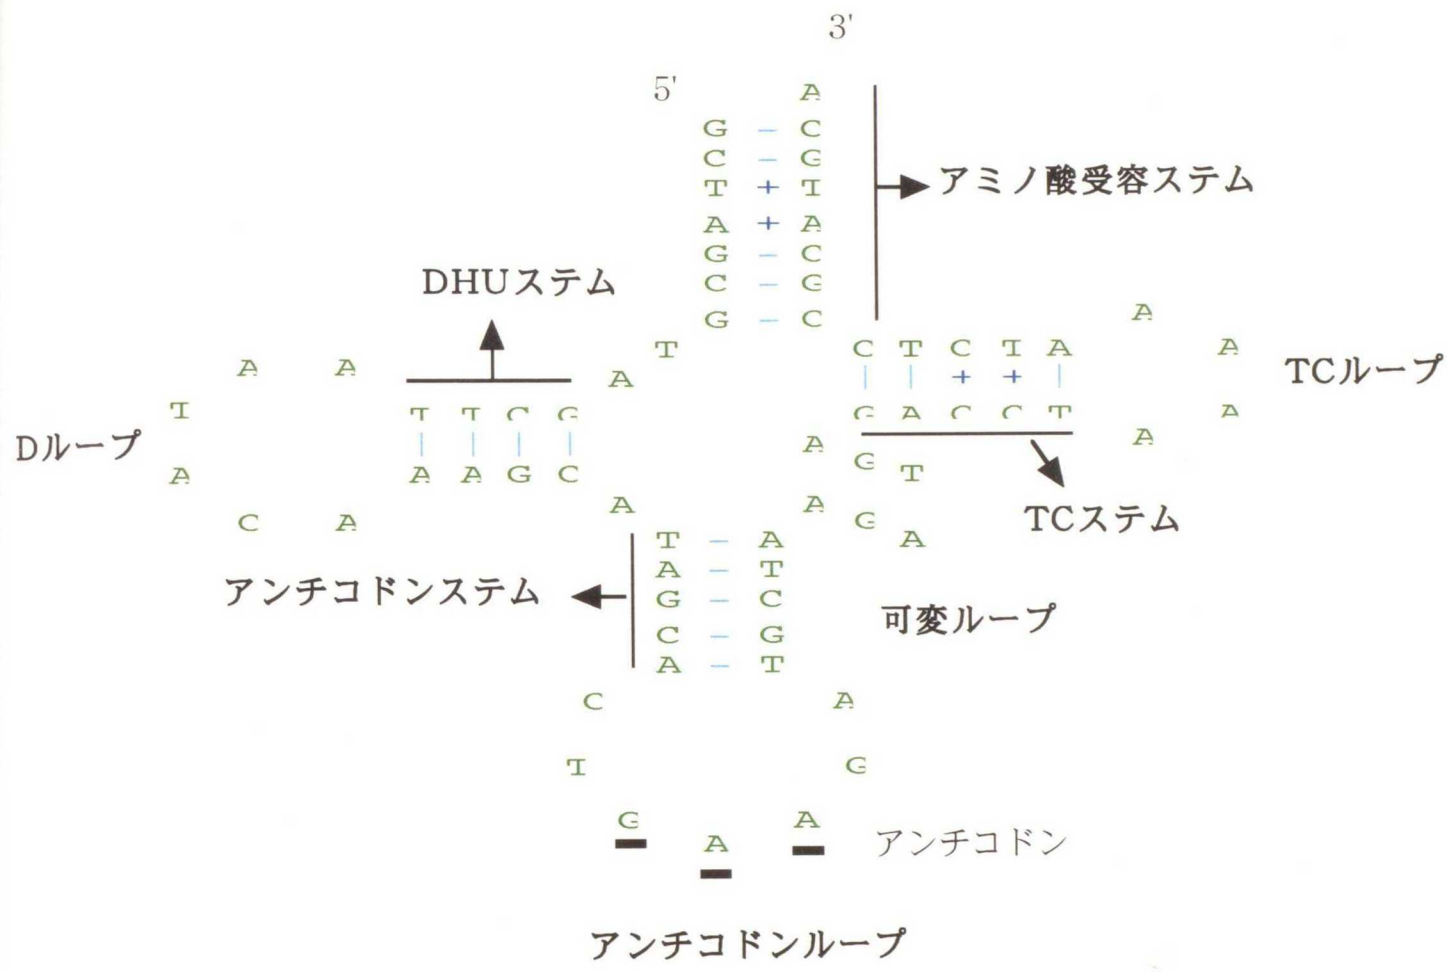 3'
5'
A
G - C
C - G
T + T
A + A
G - C
C - G
G - C
アミノ酸受容ステム
DHUステム
T
A
A A
T
A
C A
Dループ
T T C G
| | | |
A A G C
A
C T C T A
| | + + |
G A C C T
A
A
A
A
TCループ
TCステム
A G T
A G A
可変ループ
T - A
A - T
G - C
C - G
A - T
アンチコドンステム
C A
T G
G A A
アンチコドン
アンチコドンループ